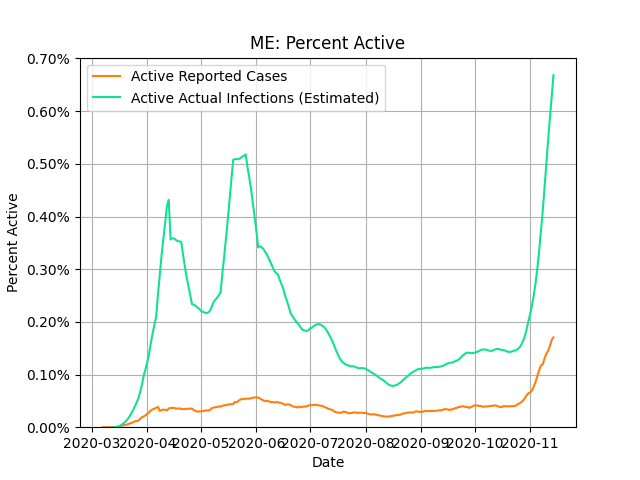 ME: Percent Active
Active Reported Cases
Active Actual Infections (Estimated)
Percent Active
0.70%
0.60%
0.50%
0.40%
0.30%
0.20%
0.10%
0.00%
2020-03 2020-04 2020-05 2020-06 2020-07 2020-08 2020-09 2020-10 2020-11
Date